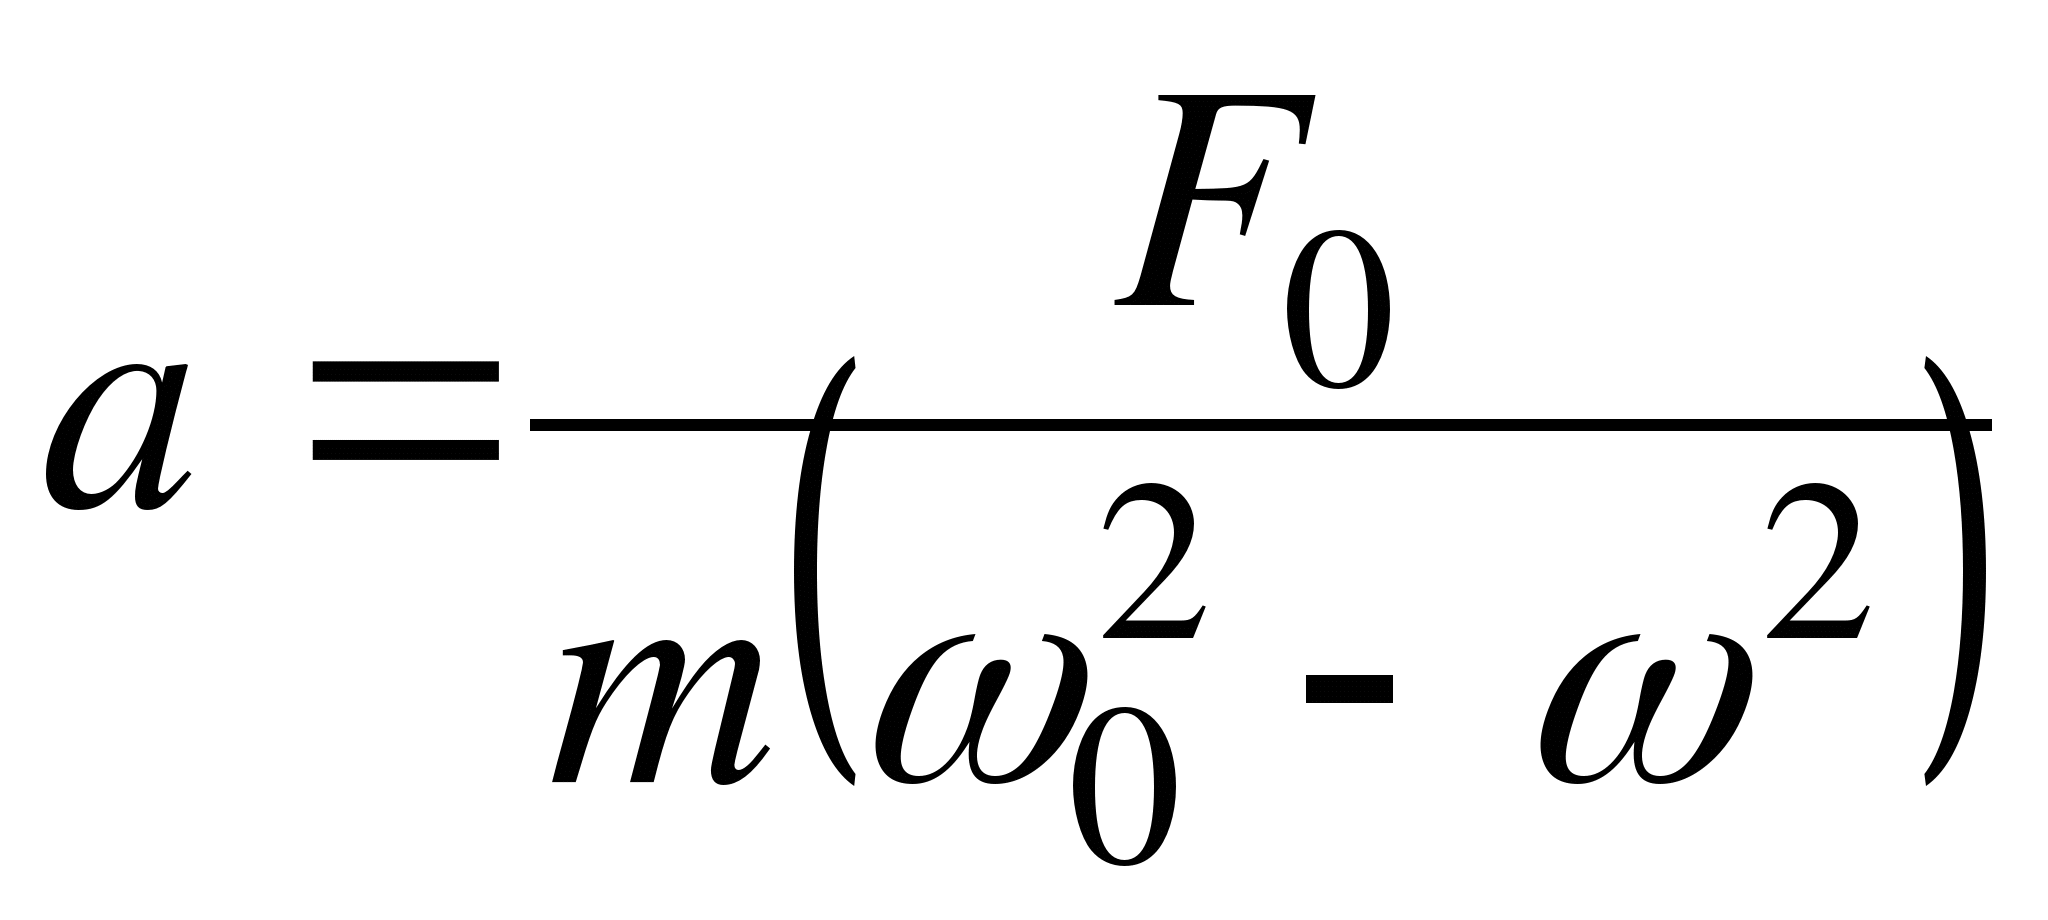 a = F₀ / m(ω₀² - ω²)